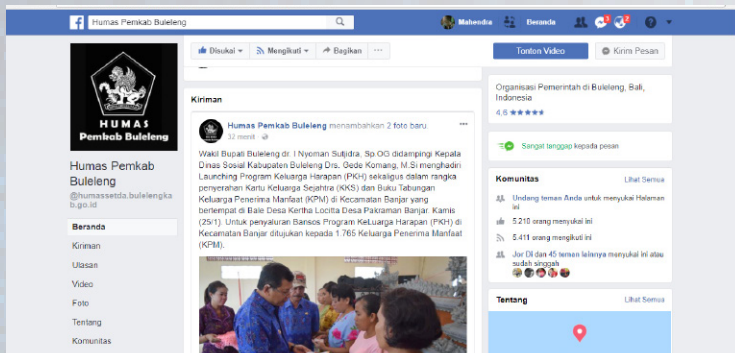 Humas Pemkab Buleleng
Mahendra
Beranda
Disukai
Mengikuti
Bagikan
Tonton Video
Kirim Pesan
HUMAS
Pemkab Buleleng
Humas Pemkab
Buleleng
@humassetda.bulelengka
b.go.id
Beranda
Kiriman
Ulasan
Video
Foto
Tentang
Komunitas
Kiriman
Humas Pemkab Buleleng menambahkan 2 foto baru.
32 menit
Wakil Bupati Buleleng dr. I Nyoman Sutjidra, Sp.OG didampingi Kepala
Dinas Sosial Kabupaten Buleleng Drs. Gede Komang, M.Si menghadiri
Launching Program Keluarga Harapan (PKH) sekaligus dalam rangka
penyerahan Kartu Keluarga Sejahtra (KKS) dan Buku Tabungan
Keluarga Penerima Manfaat (KPM) di Kecamatan Banjar yang
bertempat di Bale Desa Kertha Locitta Desa Pakraman Banjar. Kamis
(25/1). Untuk penyaluran Bansos Program Keluarga Harapan (PKH) di
Kecamatan Banjar ditujukan kepada 1.765 Keluarga Penerima Manfaat
(KPM).
Organisasi Pemerintah di Buleleng, Bali,
Indonesia
4,6
Sangat tanggap kepada pesan
Komunitas
Lihat Semua
Undang teman Anda untuk menyukai Halaman
ini
5.210 orang menyukai ini
5.411 orang mengikuti ini
Jor Di dan 45 teman lainnya menyukai ini atau
sudah singgah
Tentang
Lihat Semua